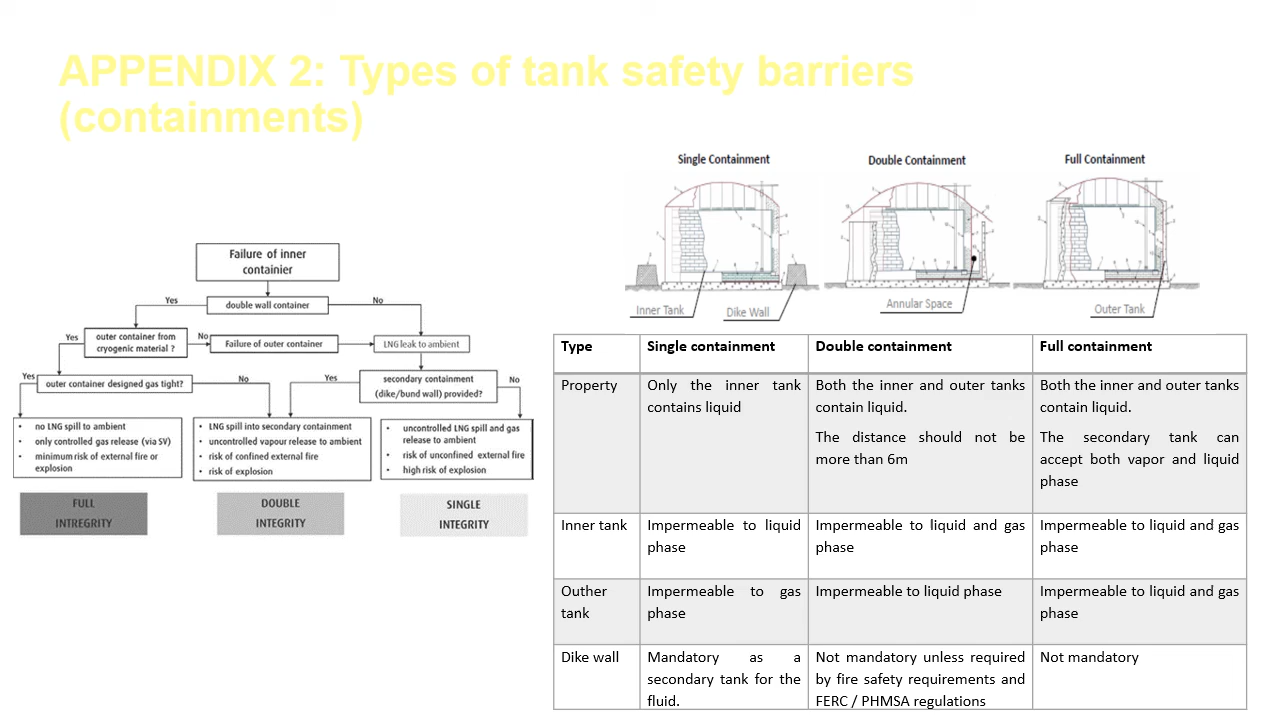 APPENDIX 2: Types of tank safety barriers
(containments)
Single Containment
Double Containment
Full Containment
Inner Tank
Dike Wall
Annular Space
Outer Tank
Failure of inner
containier
double wall container
Yes
No
outer container from
cryogenic material ?
Yes
No
Failure of outer container
LNG leak to ambient
outer container designed gas tight?
Yes
No
secondary containment
(dike/bund wall) provided?
Yes
No
• no LNG spill to ambient
• only controlled gas release (via SV)
• minimum risk of external fire or
explosion
• LNG spill into secondary containment
• uncontrolled vapour release to ambient
• risk of confined external fire
• risk of explosion
• uncontrolled LNG spill and gas
release to ambient
• risk of unconfined external fire
• high risk of explosion
FULL
INTREGRITY
DOUBLE
INTEGRITY
SINGLE
INTEGRITY
Type
Single containment
Double containment
Full containment
Property
Only the inner tank
contains liquid
Both the inner and outer tanks
contain liquid.
The distance should not be
more than 6m
Both the inner and outer tanks
contain liquid.
The secondary tank can
accept both vapor and liquid
phase
Inner tank
Impermeable to liquid
phase
Impermeable to liquid and gas
phase
Impermeable to liquid and gas
phase
Outher
tank
Impermeable to gas
phase
Impermeable to liquid phase
Impermeable to liquid and gas
phase
Dike wall
Mandatory as a
secondary tank for the
fluid.
Not mandatory unless required
by fire safety requirements and
FERC / PHMSA regulations
Not mandatory